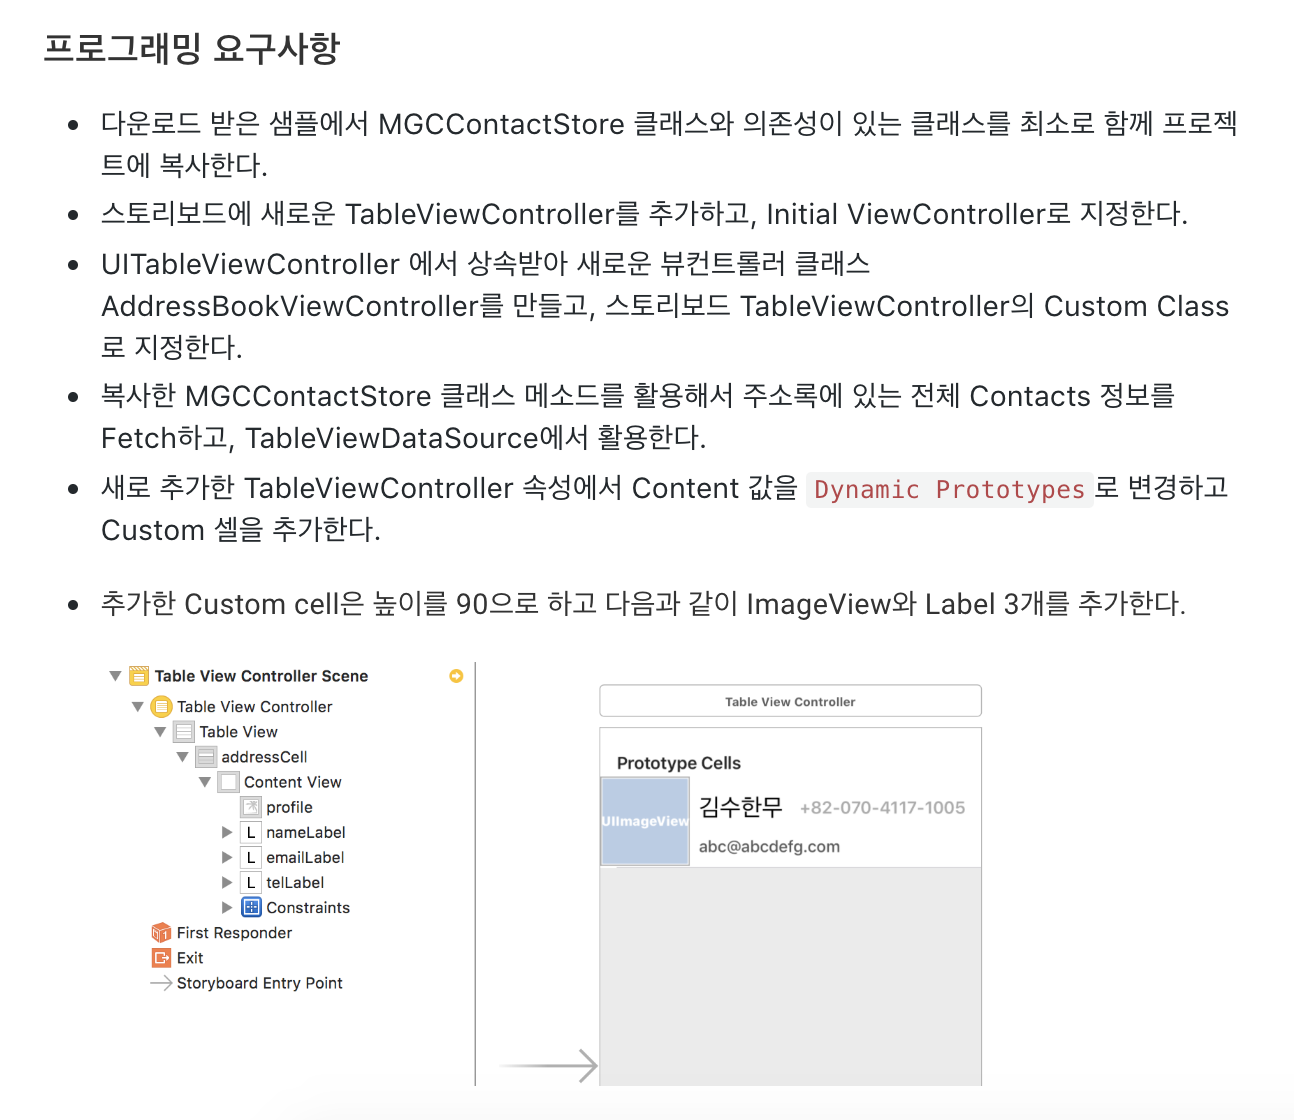 프로그래밍 요구사항
다운로드 받은 샘플에서 MGCContactStore 클래스와 의존성이 있는 클래스를 최소로 함께 프로젝
트에 복사한다.
스토리보드에 새로운 TableViewController를 추가하고, Initial ViewController로 지정한다.
UITableViewController 에서 상속받아 새로운 뷰컨트롤러 클래스
AddressBookViewController를 만들고, 스토리보드 TableViewController의 Custom Class
로 지정한다.
복사한 MGCContactStore 클래스 메소드를 활용해서 주소록에 있는 전체 Contacts 정보를
Fetch하고, TableViewDataSource에서 활용한다.
새로 추가한 TableViewController 속성에서 Content 값을 Dynamic Prototypes로 변경하고
Custom 셀을 추가한다.
추가한 Custom cell은 높이를 90으로 하고 다음과 같이 ImageView와 Label 3개를 추가한다.
Table View Controller Scene
Table View Controller
Table View
addressCell
Content View
profile
L nameLabel
L emailLabel
L telLabel
Constraints
First Responder
Exit
Storyboard Entry Point
Table View Controller
Prototype Cells
UIImageView
김수한무 +82-070-4117-1005
abc@abcdefg.com